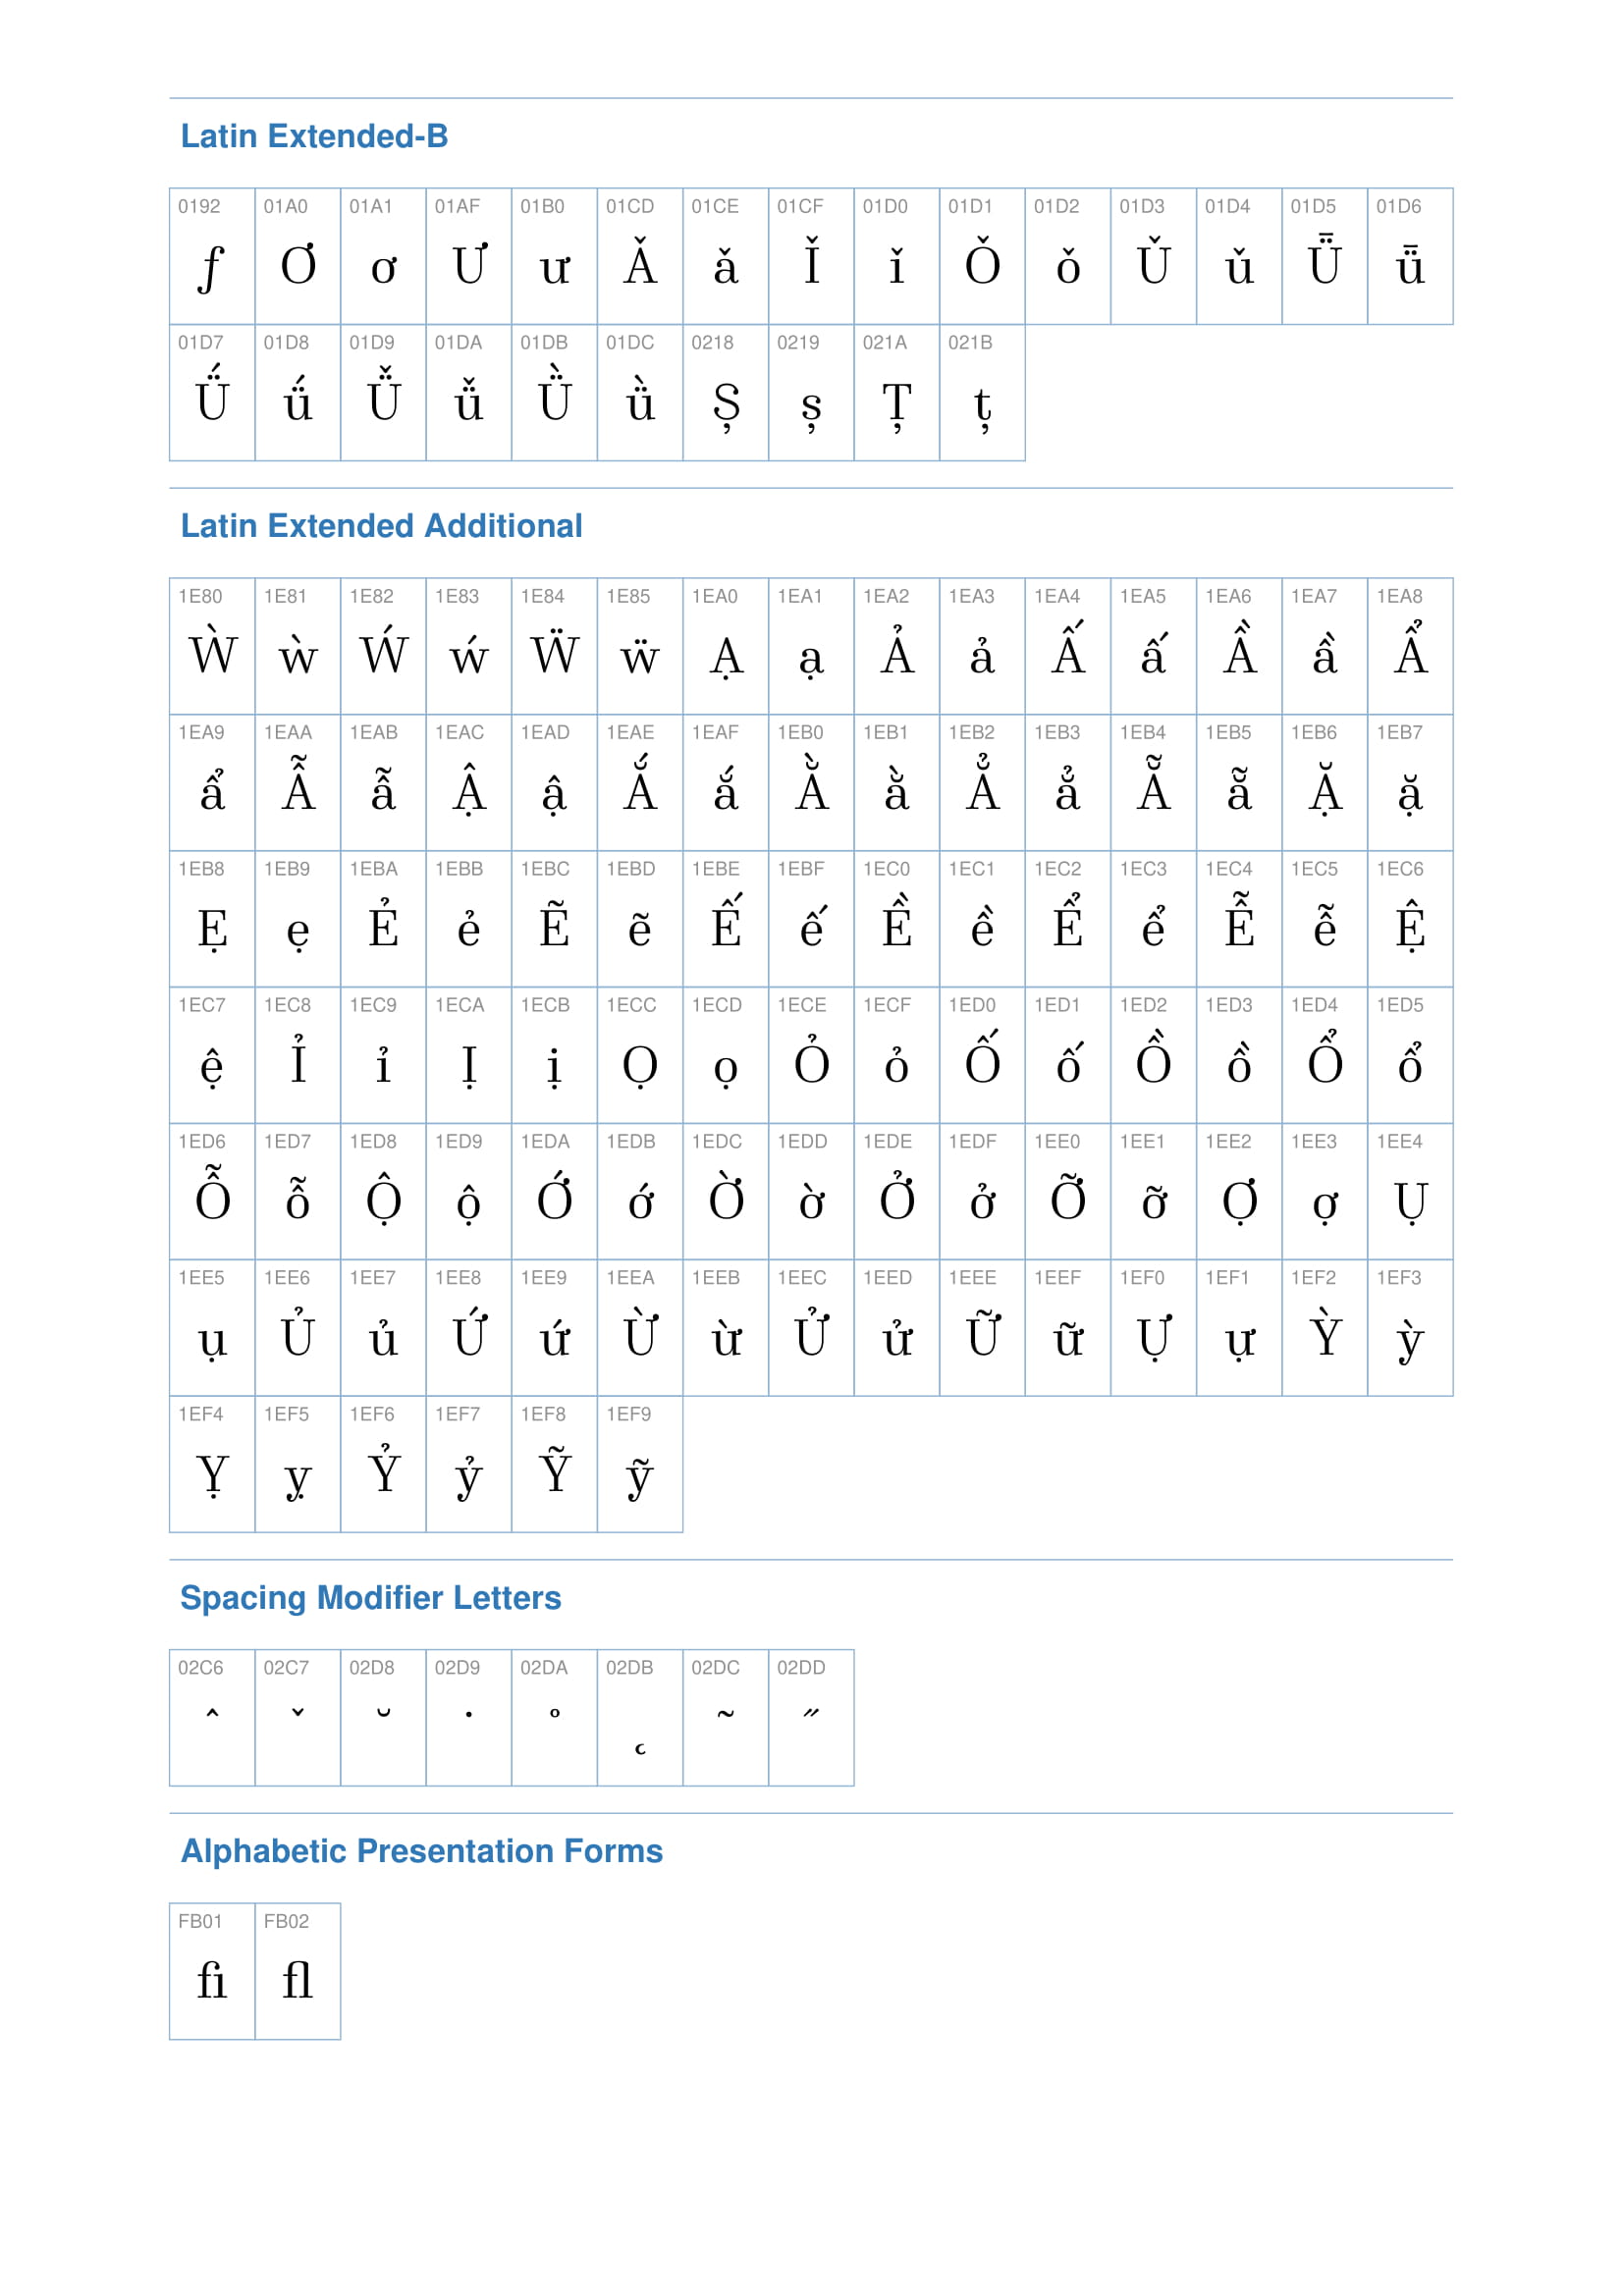 Latin Extended-B
0192 01A0 01A1 01AF 01B0 01CD 01CE 01CF 01D0 01D1 01D2 01D3 01D4 01D5 01D6
ƒ Ơ ơ Ư ư Ǎ ǎ Ǐ ǐ Ǒ ǒ Ǔ ǔ Ǖ ǖ
01D7 01D8 01D9 01DA 01DB 01DC 0218 0219 021A 021B
Ǘ ǘ Ǚ ǚ Ǜ ǜ Ș ș Ț ț
Latin Extended Additional
1E80 1E81 1E82 1E83 1E84 1E85 1EA0 1EA1 1EA2 1EA3 1EA4 1EA5 1EA6 1EA7 1EA8
Ẁ ẁ Ẃ ẃ Ẅ ẅ Ạ ạ Ả ả Ấ ấ Ầ ầ Ẩ
1EA9 1EAA 1EAB 1EAC 1EAD 1EAE 1EAF 1EB0 1EB1 1EB2 1EB3 1EB4 1EB5 1EB6 1EB7
ẩ Ẫ ẫ Ậ ậ Ắ ắ Ằ ằ Ẳ ẳ Ẵ ẵ Ặ ặ
1EB8 1EB9 1EBA 1EBB 1EBC 1EBD 1EBE 1EBF 1EC0 1EC1 1EC2 1EC3 1EC4 1EC5 1EC6
Ẹ ẹ Ẻ ẻ Ẽ ẽ Ế ế Ề ề Ể ể Ễ ễ Ệ
1EC7 1EC8 1EC9 1ECA 1ECB 1ECC 1ECD 1ECE 1ECF 1ED0 1ED1 1ED2 1ED3 1ED4 1ED5
ệ Ỉ ỉ Ị ị Ọ ọ Ỏ ỏ Ố ố Ồ ồ Ổ ổ
1ED6 1ED7 1ED8 1ED9 1EDA 1EDB 1EDC 1EDD 1EDE 1EDF 1EE0 1EE1 1EE2 1EE3 1EE4
Ỗ ỗ Ộ ộ Ớ ớ Ờ ờ Ở ở Ỡ ỡ Ợ ợ Ụ
1EE5 1EE6 1EE7 1EE8 1EE9 1EEA 1EEB 1EEC 1EED 1EEE 1EEF 1EF0 1EF1 1EF2 1EF3
ụ Ủ ủ Ứ ứ Ừ ừ Ử ử Ữ ữ Ự ự Ỳ ỳ
1EF4 1EF5 1EF6 1EF7 1EF8 1EF9
Ỵ ỵ Ỷ ỷ Ỹ ỹ
Spacing Modifier Letters
02C6 02C7 02D8 02D9 02DA 02DB 02DC 02DD
ˆ ˇ ˘ ˙ ˚ ˛ ˜ ˝
Alphabetic Presentation Forms
FB01 FB02
ﬁ ﬂ